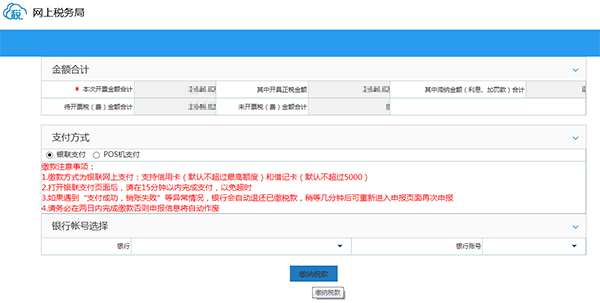 税 网上税务局
金额合计
* 本次开票金额合计 其中开具正税金额 其中滞纳金额（利息、加罚款）合计
待开票税（费）金额合计 未开票税（费）金额合计
支付方式
银联支付 POS机支付
缴款注意事项：
1.缴款方式为银联网上支付：支持信用卡（默认不超过最高额度）和借记卡（默认不超过5000）
2.打开银联支付页面后，请在15分钟以内完成支付，以免超时
3.如果遇到“支付成功，销账失败”等异常情况，银行会自动退还已缴税款，稍等几分钟后可重新进入申报页面再次申报
4.请务必在两日内完成缴款否则申报信息将自动作废
银行帐号选择
银行 银行账号
缴纳税款
缴纳税款